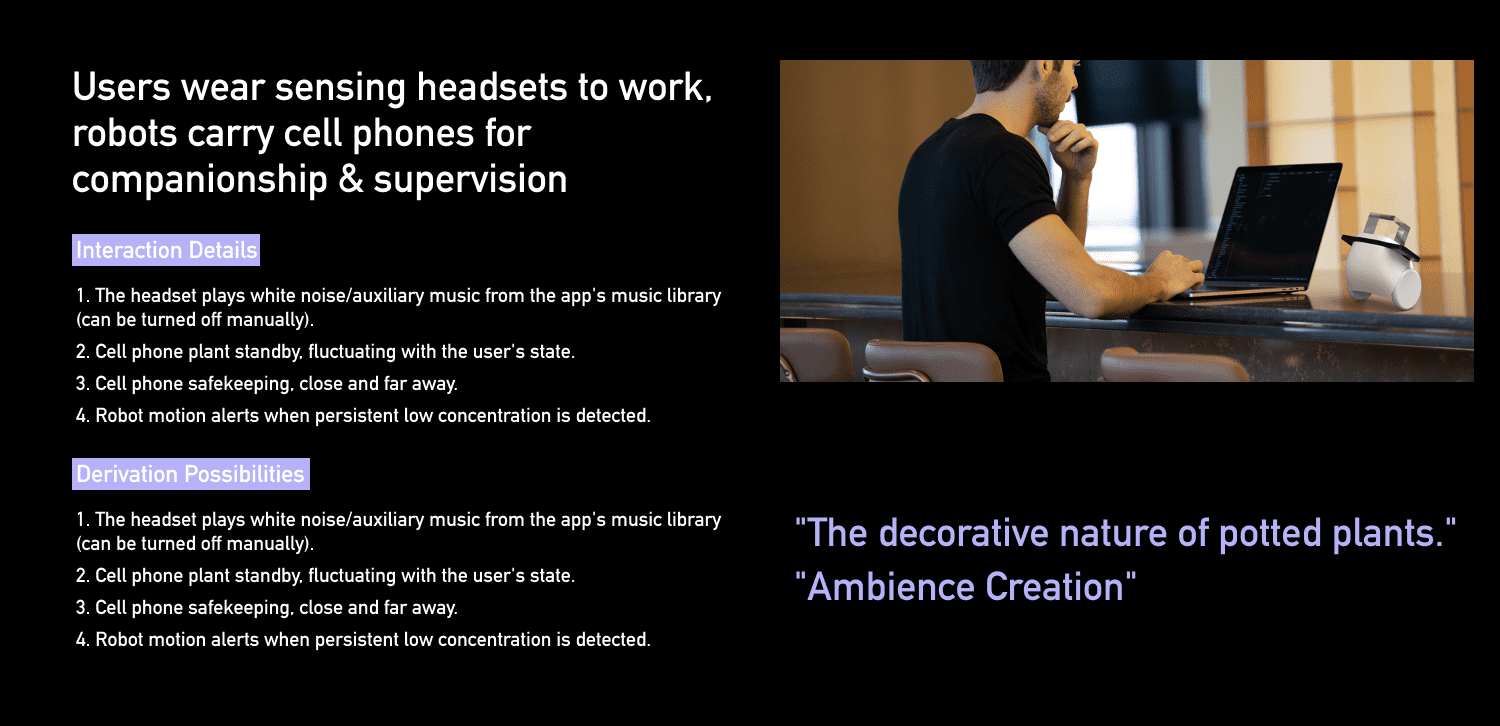 Users wear sensing headsets to work,
robots carry cell phones for
companionship & supervision
Interaction Details
1. The headset plays white noise/auxiliary music from the app's music library
(can be turned off manually).
2. Cell phone plant standby, fluctuating with the user's state.
3. Cell phone safekeeping, close and far away.
4. Robot motion alerts when persistent low concentration is detected.
Derivation Possibilities
1. The headset plays white noise/auxiliary music from the app's music library
(can be turned off manually).
2. Cell phone plant standby, fluctuating with the user's state.
3. Cell phone safekeeping, close and far away.
4. Robot motion alerts when persistent low concentration is detected.
"The decorative nature of potted plants."
"Ambience Creation"